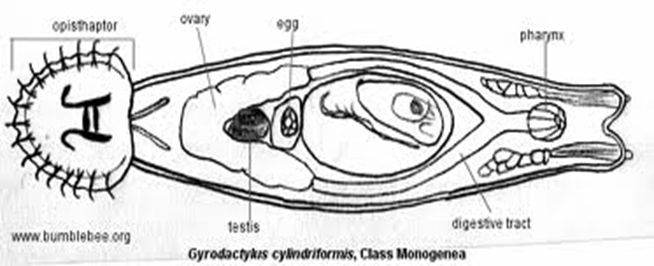 opisthaptor
ovary
egg
pharynx
testis
digestive tract
www.bumblebee.org
Gyrodactylus cylindriformis, Class Monogenea